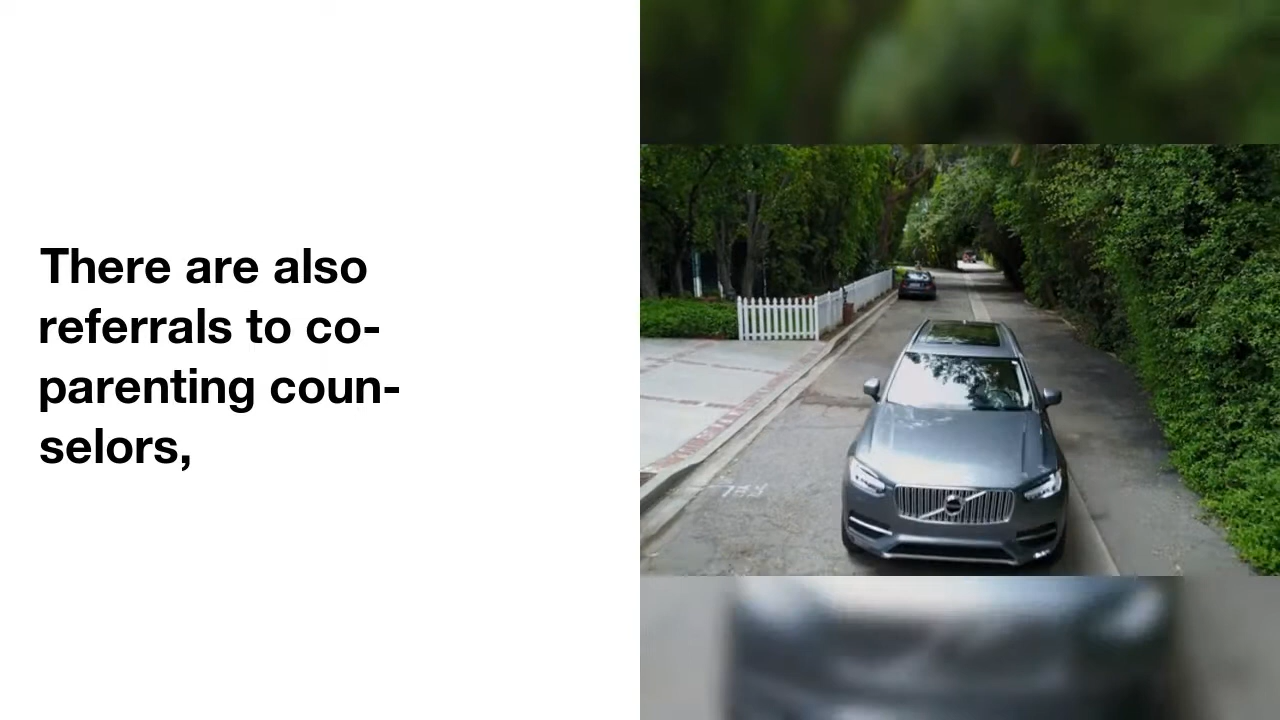 There are also
referrals to co-
parenting coun-
selors,